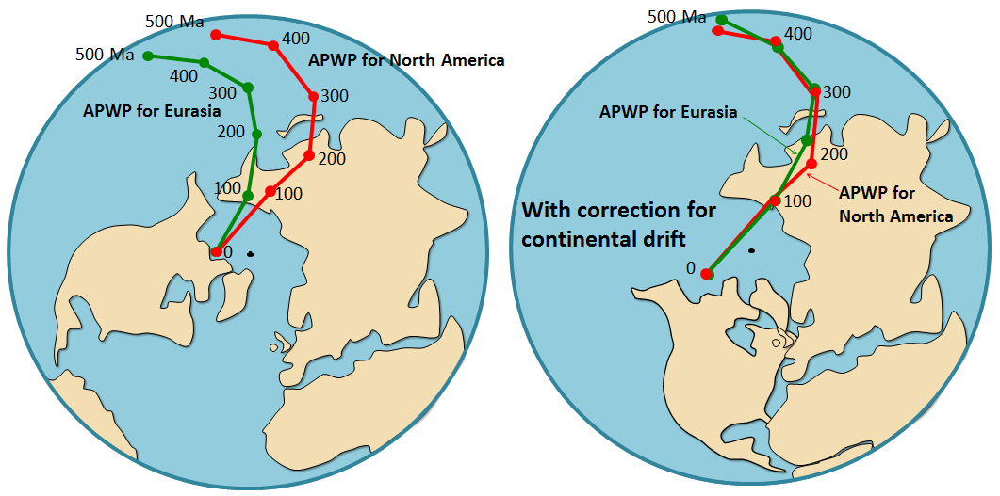 500 Ma
400
APWP for North America
500 Ma
400
300
300
APWP for Eurasia
200
200
100
100
0
500 Ma
400
300
APWP for Eurasia
200
APWP for
North America
100
With correction for
continental drift
0